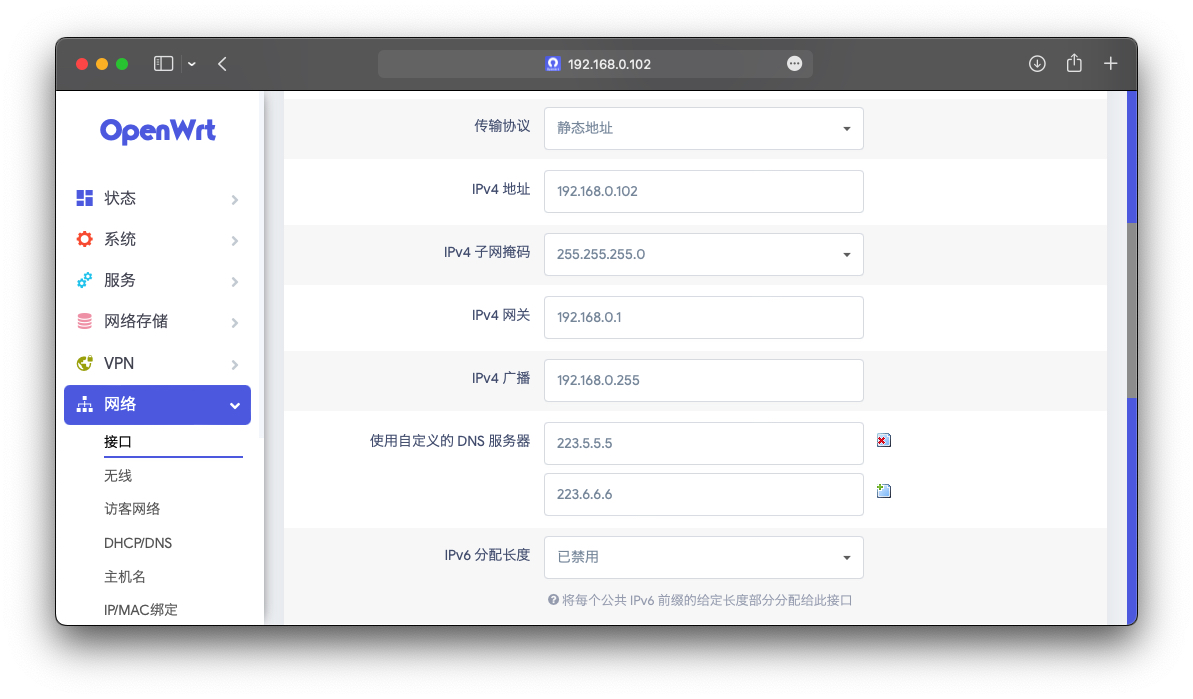 192.168.0.102
OpenWrt
状态
系统
服务
网络存储
VPN
网络
接口
无线
访客网络
DHCP/DNS
主机名
IP/MAC绑定
传输协议 静态地址
IPv4 地址 192.168.0.102
IPv4 子网掩码 255.255.255.0
IPv4 网关 192.168.0.1
IPv4 广播 192.168.0.255
使用自定义的 DNS 服务器 223.5.5.5
223.6.6.6
IPv6 分配长度 已禁用
将每个公共 IPv6 前缀的给定长度部分分配给此接口